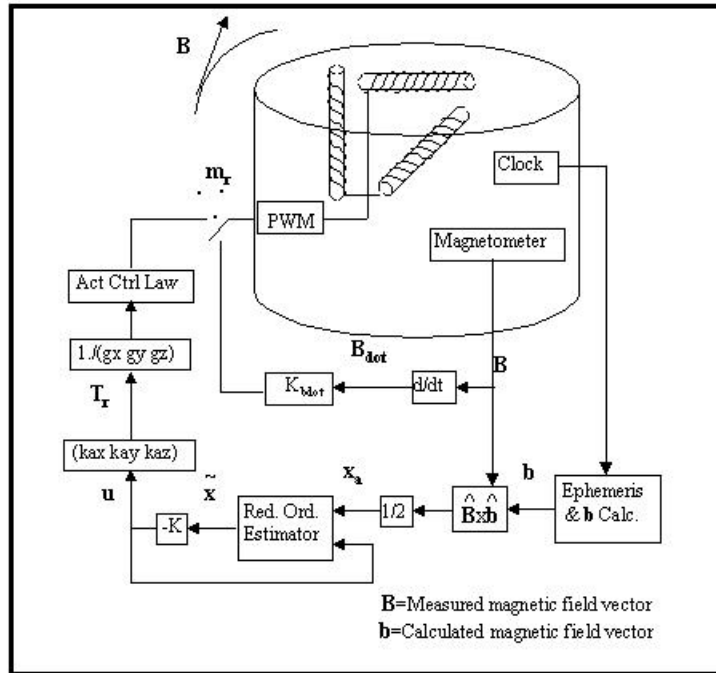 B
m_r
Clock
PWM
Magnetometer
Act Ctrl Law
1./(gx gy gz)
B_dot
B
K_bdot
d/dt
T_r
(kax kay kaz)
u
x̃
x_a
b
-K
Red. Ord.
Estimator
1/2
B̂xb̂
Ephemeris
& b Calc.
B=Measured magnetic field vector
b=Calculated magnetic field vector